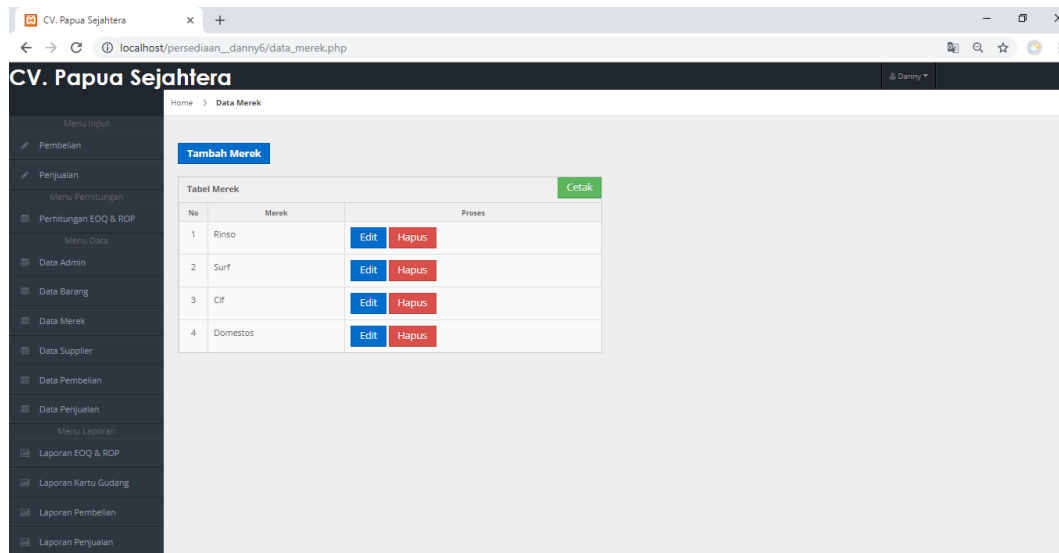 CV. Papua Sejahtera
localhost/persediaan__danny6/data_merek.php
CV. Papua Sejahtera
Danny
Home > Data Merek
Menu Input
Pembelian
Penjualan
Menu Perhitungan
Perhitungan EOQ & ROP
Menu Data
Data Admin
Data Barang
Data Merek
Data Supplier
Data Pembelian
Data Penjualan
Menu Laporan
Laporan EOQ & ROP
Laporan Kartu Gudang
Laporan Pembelian
Laporan Penjualan
Tambah Merek
Tabel Merek Cetak
No Merek Proses
1 Rinso Edit Hapus
2 Surf Edit Hapus
3 Cif Edit Hapus
4 Domestos Edit Hapus